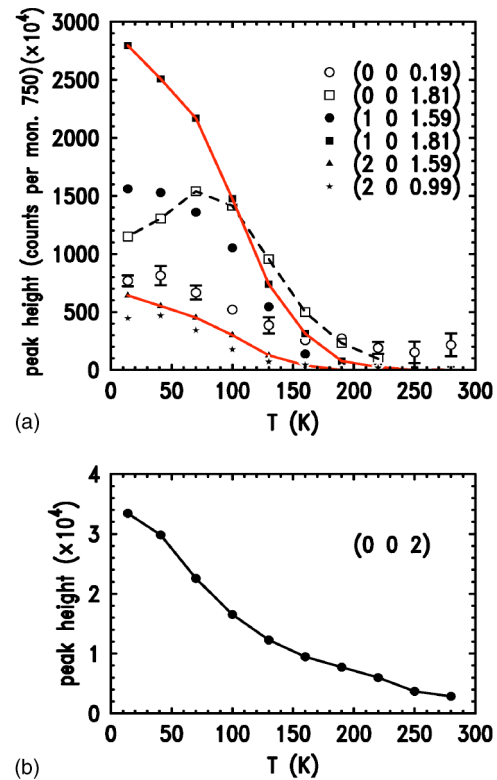 3000
2500
2000
1500
1000
500
0
peak height (counts per mon. 750)(×10⁴)
(0 0 0.19)
(0 0 1.81)
(1 0 1.59)
(1 0 1.81)
(2 0 1.59)
(2 0 0.99)
0 50 100 150 200 250 300
T (K)
(a)
4
3
2
1
0
peak height (×10⁴)
(0 0 2)
0 50 100 150 200 250 300
T (K)
(b)